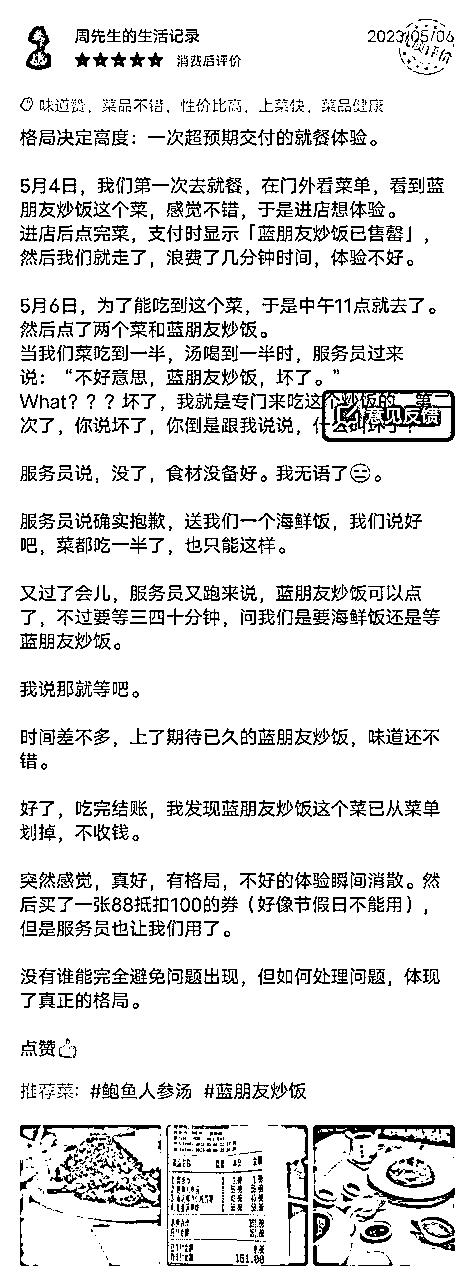 周先生的生活记录
2023/05/06
消费后评价
味道赞，菜品不错，性价比高，上菜快，菜品健康
格局决定高度：一次超预期交付的就餐体验。
5月4日，我们第一次去就餐，在门外看菜单，看到蓝
朋友炒饭这个菜，感觉不错，于是进店想体验。
进店后点完菜，支付时显示「蓝朋友炒饭已售罄」，
然后我们就走了，浪费了几分钟时间，体验不好。
5月6日，为了能吃到这个菜，于是中午11点就去了。
然后点了两个菜和蓝朋友炒饭。
当我们菜吃到一半，汤喝到一半时，服务员过来
说：“不好意思，蓝朋友炒饭，坏了。”
What？？？坏了，我就是专门来吃这个炒饭的，第二
次了，你说坏了，你倒是跟我说说，什么叫坏了？
意见反馈
服务员说，没了，食材没备好。我无语了😑。
服务员说确实抱歉，送我们一个海鲜饭，我们说好
吧，菜都吃一半了，也只能这样。
又过了会儿，服务员又跑来说，蓝朋友炒饭可以点
了，不过要等三四十分钟，问我们是要海鲜饭还是等
蓝朋友炒饭。
我说那就等吧。
时间差不多，上了期待已久的蓝朋友炒饭，味道还不
错。
好了，吃完结账，我发现蓝朋友炒饭这个菜已从菜单
划掉，不收钱。
突然感觉，真好，有格局，不好的体验瞬间消散。然
后买了一张88抵扣100的券（好像节假日不能用），
但是服务员也让我们用了。
没有谁能完全避免问题出现，但如何处理问题，体现
了真正的格局。
点赞👍
推荐菜：#鲍鱼人参汤 #蓝朋友炒饭
151.00